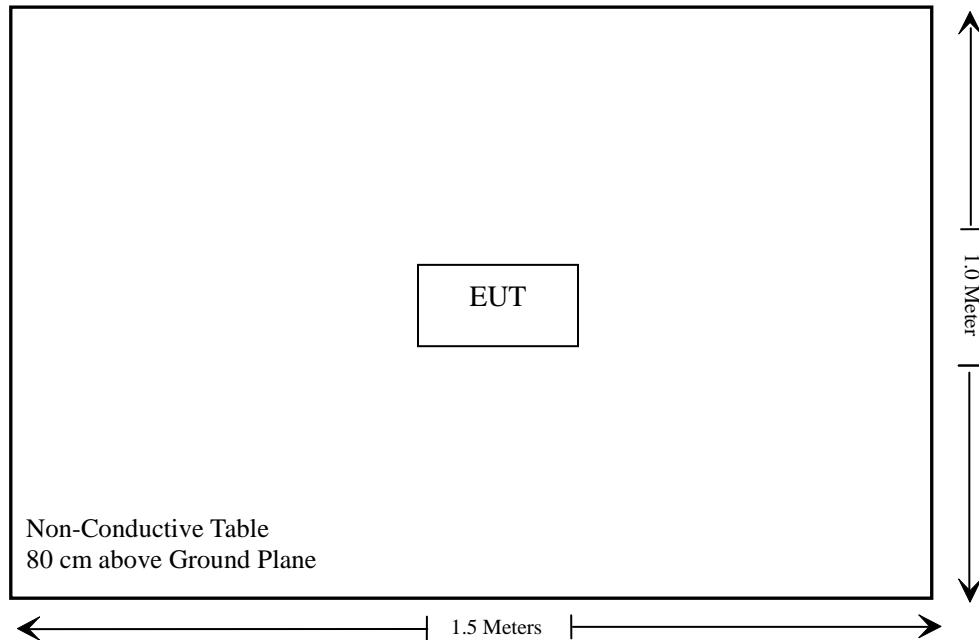 EUT
1.0 Meter
Non-Conductive Table
80 cm above Ground Plane
1.5 Meters